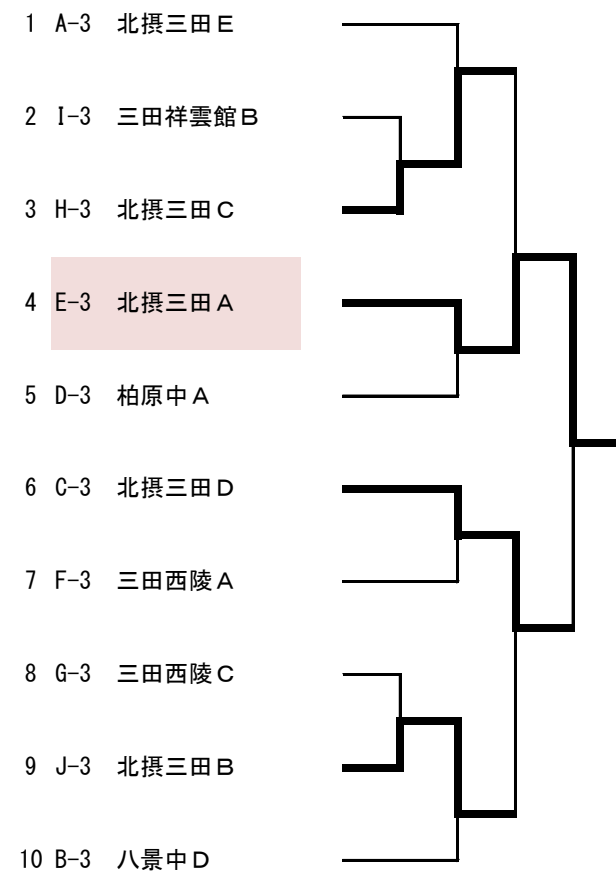 1 A-3 北摂三田Ｅ
2 I-3 三田祥雲館Ｂ
3 H-3 北摂三田Ｃ
4 E-3 北摂三田Ａ
5 D-3 柏原中Ａ
6 C-3 北摂三田Ｄ
7 F-3 三田西陵Ａ
8 G-3 三田西陵Ｃ
9 J-3 北摂三田Ｂ
10 B-3 八景中Ｄ